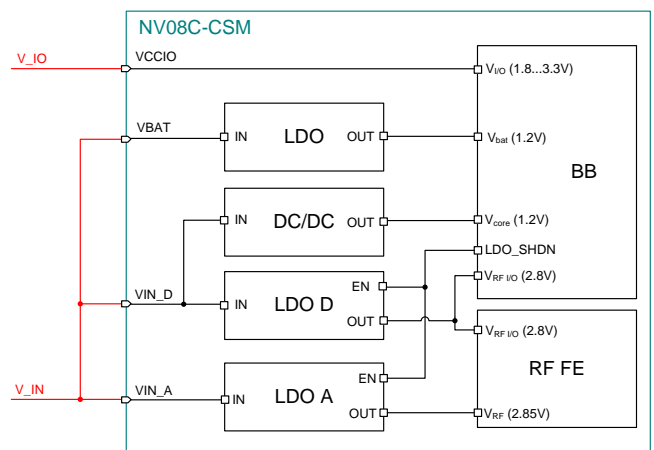 NV08C-CSM
V_IO
VCCIO
V_I/O (1.8...3.3V)
VBAT
IN
LDO
OUT
V_bat (1.2V)
BB
IN
DC/DC
OUT
V_core (1.2V)
LDO_SHDN
VIN_D
IN
LDO D
EN
OUT
V_RF I/O (2.8V)
V_RF I/O (2.8V)
RF FE
V_IN
VIN_A
IN
LDO A
EN
OUT
V_RF (2.85V)